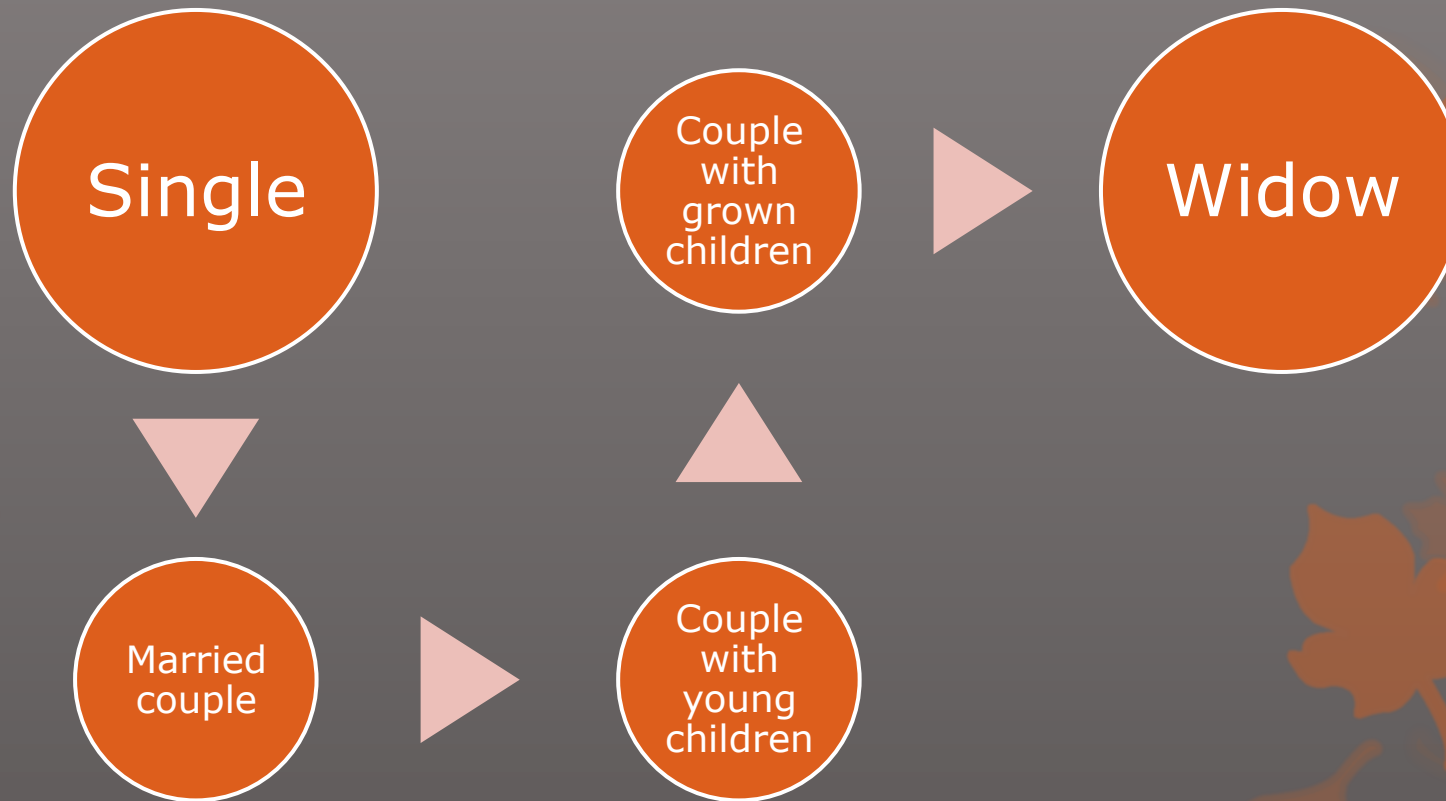 Single
Married
couple
Couple
with
young
children
Couple
with
grown
children
Widow